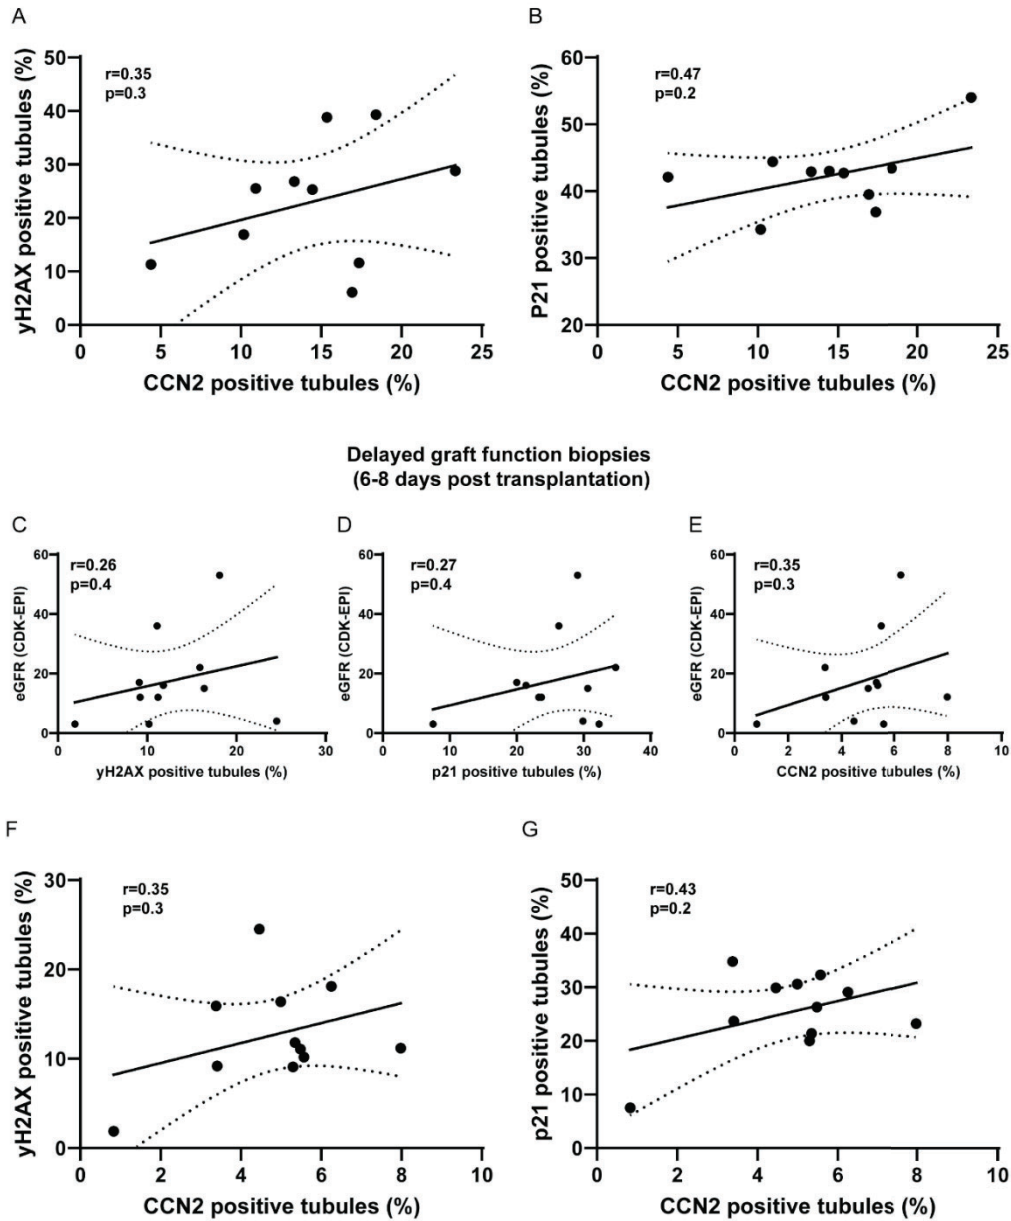 A
B
yH2AX positive tubules (%)
50
40
30
20
10
0
r=0.35
p=0.3
0 5 10 15 20 25
CCN2 positive tubules (%)
P21 positive tubules (%)
60
50
40
30
20
r=0.47
p=0.2
0 5 10 15 20 25
CCN2 positive tubules (%)
Delayed graft function biopsies
(6-8 days post transplantation)
C
D
E
eGFR (CDK-EPI)
60
40
20
0
r=0.26
p=0.4
0 10 20 30
yH2AX positive tubules (%)
eGFR (CDK-EPI)
60
40
20
0
r=0.27
p=0.4
0 10 20 30 40
p21 positive tubules (%)
eGFR (CDK-EPI)
60
40
20
0
r=0.35
p=0.3
0 2 4 6 8 10
CCN2 positive tubules (%)
F
G
yH2AX positive tubules (%)
30
20
10
0
r=0.35
p=0.3
0 2 4 6 8 10
CCN2 positive tubules (%)
p21 positive tubules (%)
50
40
30
20
10
0
r=0.43
p=0.2
0 2 4 6 8 10
CCN2 positive tubules (%)